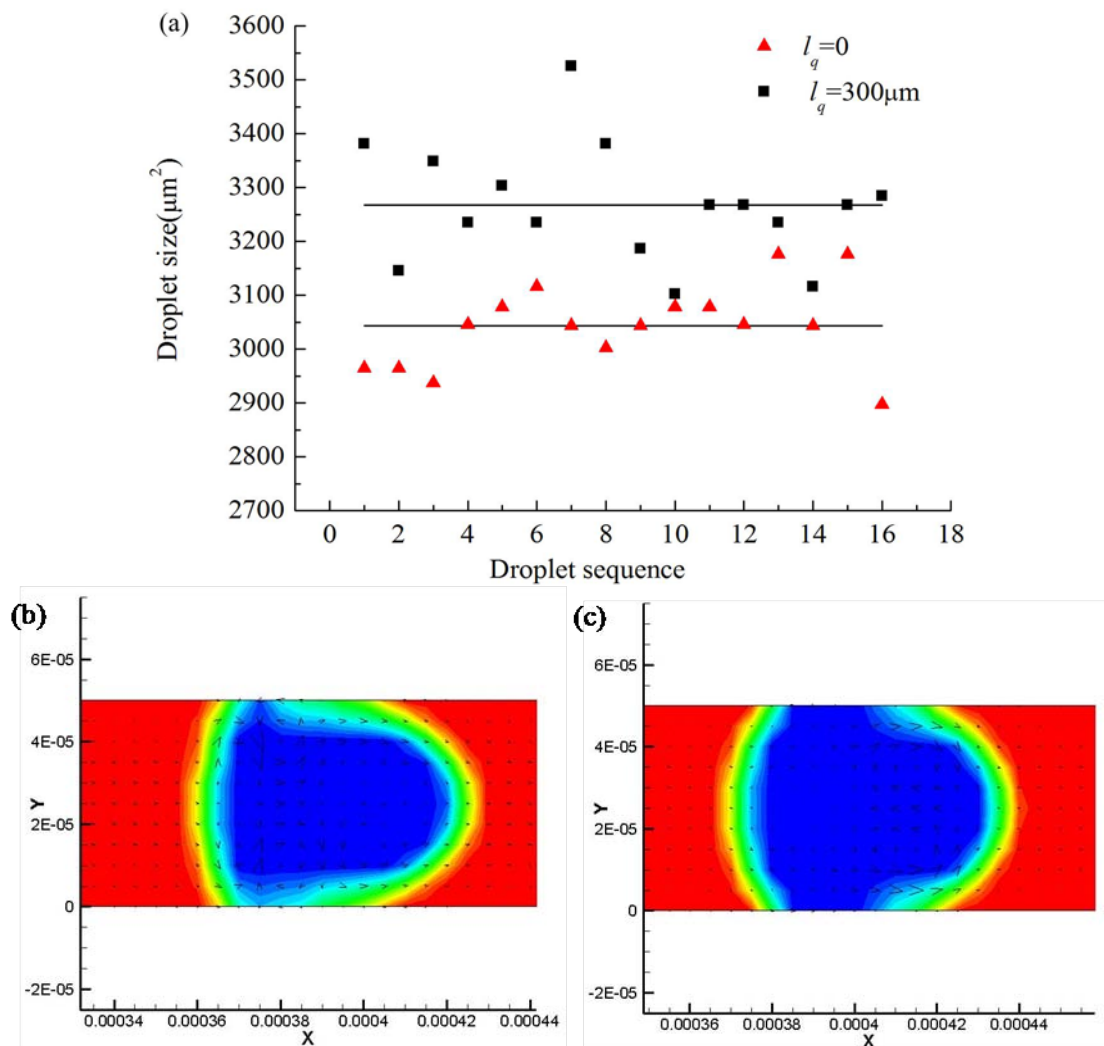 (a)
l_q=0
l_q=300μm
3600
3500
3400
3300
3200
3100
3000
2900
2800
2700
Droplet size(μm²)
0 2 4 6 8 10 12 14 16 18
Droplet sequence
(b)
6E-05
4E-05
Y
2E-05
0
-2E-05
0.00034 0.00036 0.00038 0.0004 0.00042 0.00044
X
(c)
6E-05
4E-05
Y
2E-05
0
-2E-05
0.00036 0.00038 0.0004 0.00042 0.00044
X